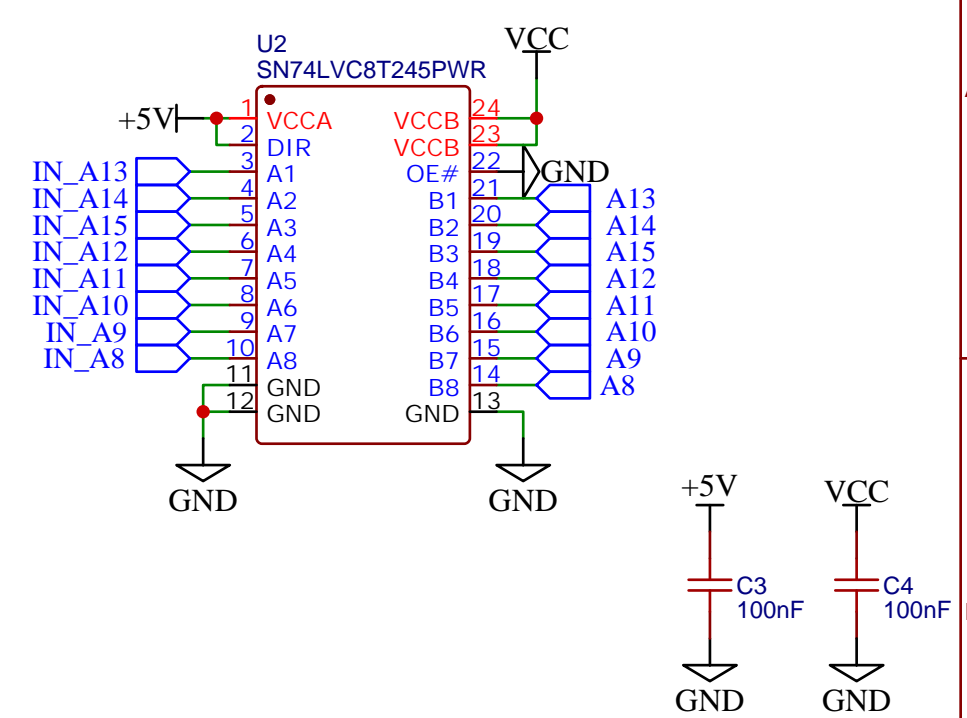 U2
SN74LVC8T245PWR
VCC
+5V
1 VCCA VCCB 24
2 DIR VCCB 23
IN_A13 3 A1 OE# 22 GND
IN_A14 4 A2 B1 21 A13
IN_A15 5 A3 B2 20 A14
IN_A12 6 A4 B3 19 A15
IN_A11 7 A5 B4 18 A12
IN_A10 8 A6 B5 17 A11
IN_A9 9 A7 B6 16 A10
IN_A8 10 A8 B7 15 A9
11 GND B8 14 A8
12 GND GND 13
GND GND
+5V VCC
C3 C4
100nF 100nF
GND GND